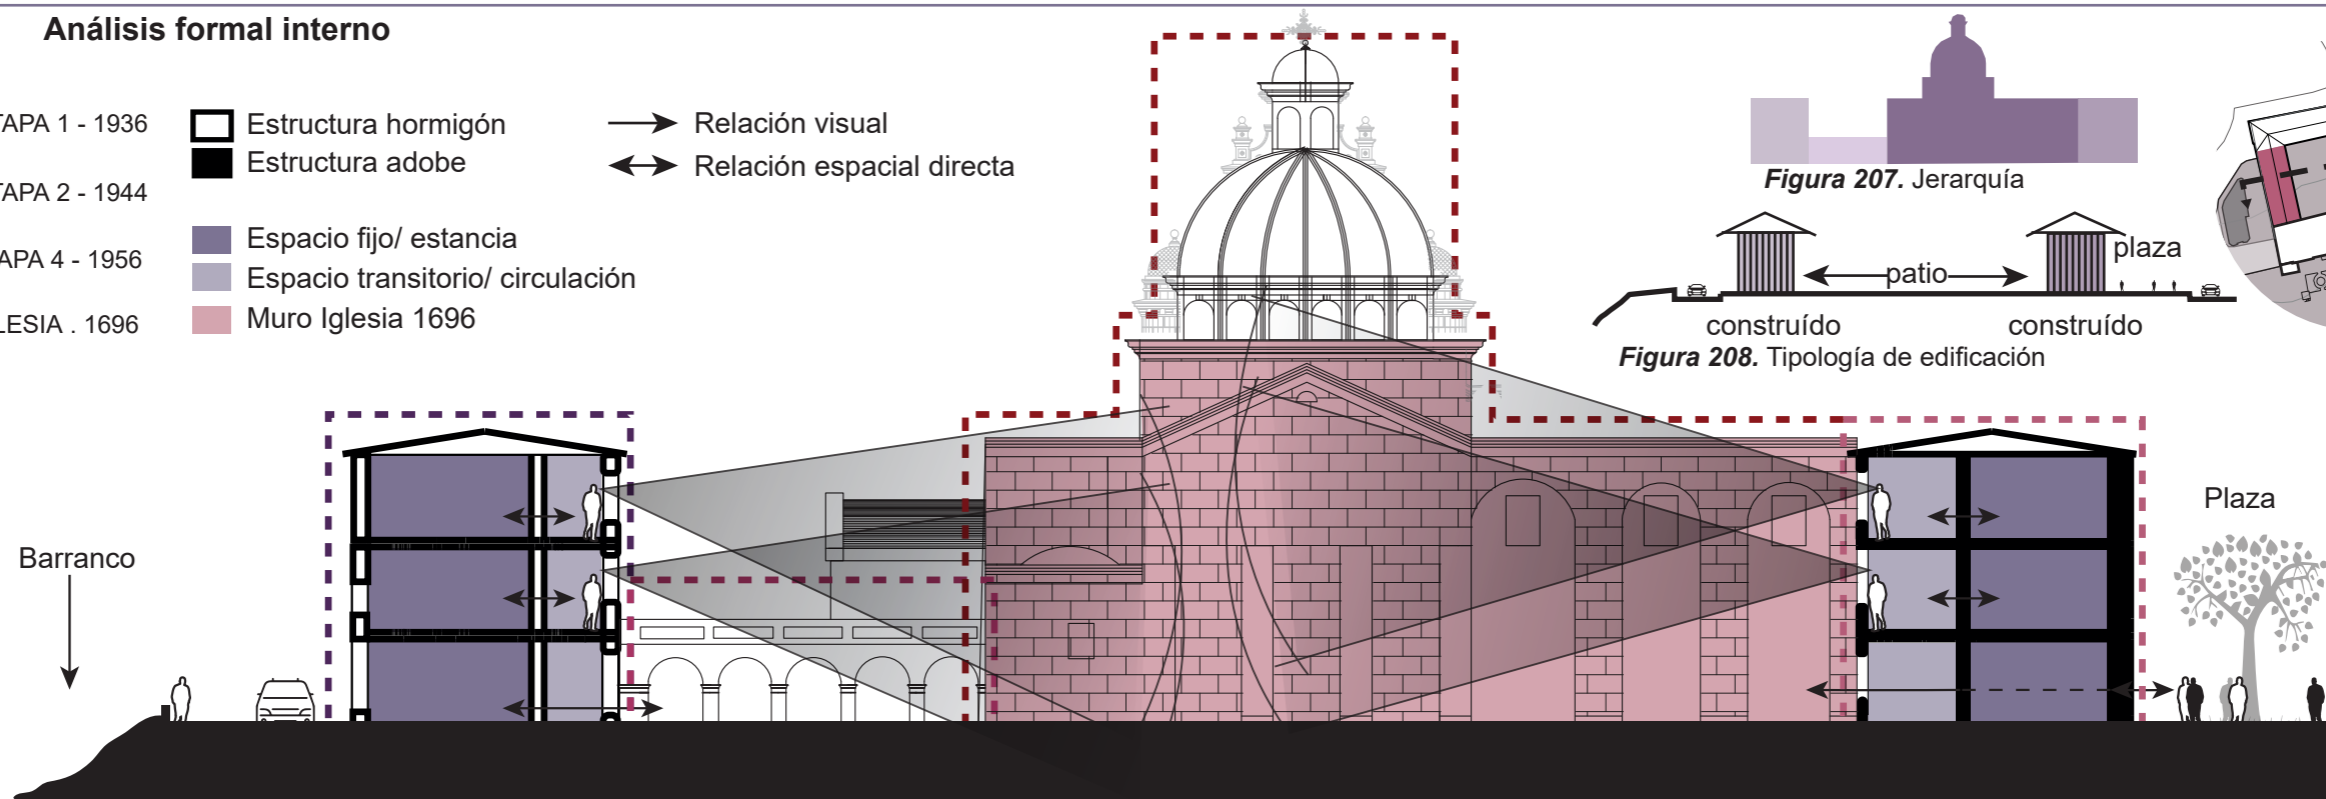 Análisis formal interno
TAPA 1 - 1936
TAPA 2 - 1944
APA 4 - 1956
LESIA . 1696
Estructura hormigón
Estructura adobe
Espacio fijo/ estancia
Espacio transitorio/ circulación
Muro Iglesia 1696
Relación visual
Relación espacial directa
Figura 207. Jerarquía
plaza
patio
construído construído
Figura 208. Tipología de edificación
Barranco
Plaza